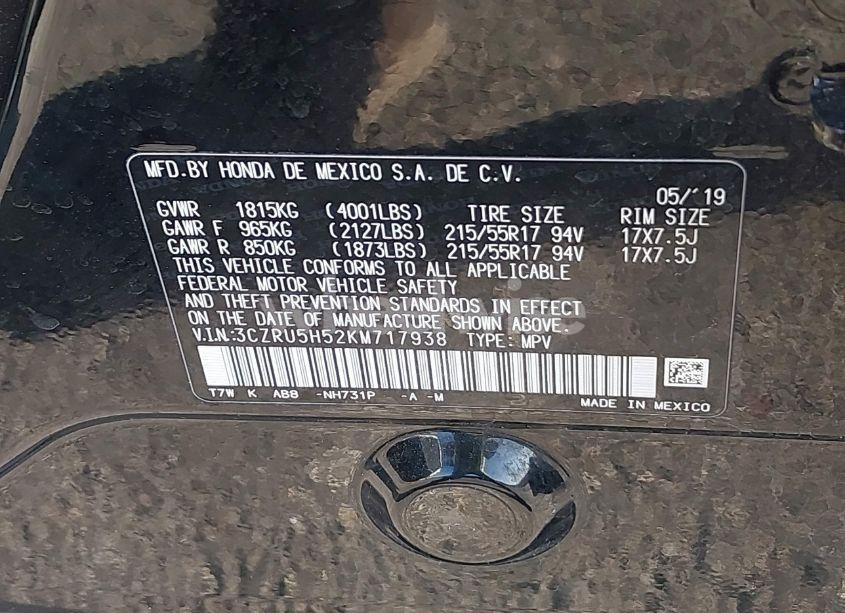 MFD.BY HONDA DE MEXICO S.A. DE C.V.
05/'19
GVWR 1815KG (4001LBS) TIRE SIZE RIM SIZE
GAWR F 965KG (2127LBS) 215/55R17 94V 17X7.5J
GAWR R 850KG (1873LBS) 215/55R17 94V 17X7.5J
THIS VEHICLE CONFORMS TO ALL APPLICABLE
FEDERAL MOTOR VEHICLE SAFETY
AND THEFT PREVENTION STANDARDS IN EFFECT
ON THE DATE OF MANUFACTURE SHOWN ABOVE.
V.I.N.:3CZRU5H52KM717938 TYPE: MPV
T7W K AB8 -NH731P -A -M
MADE IN MEXICO